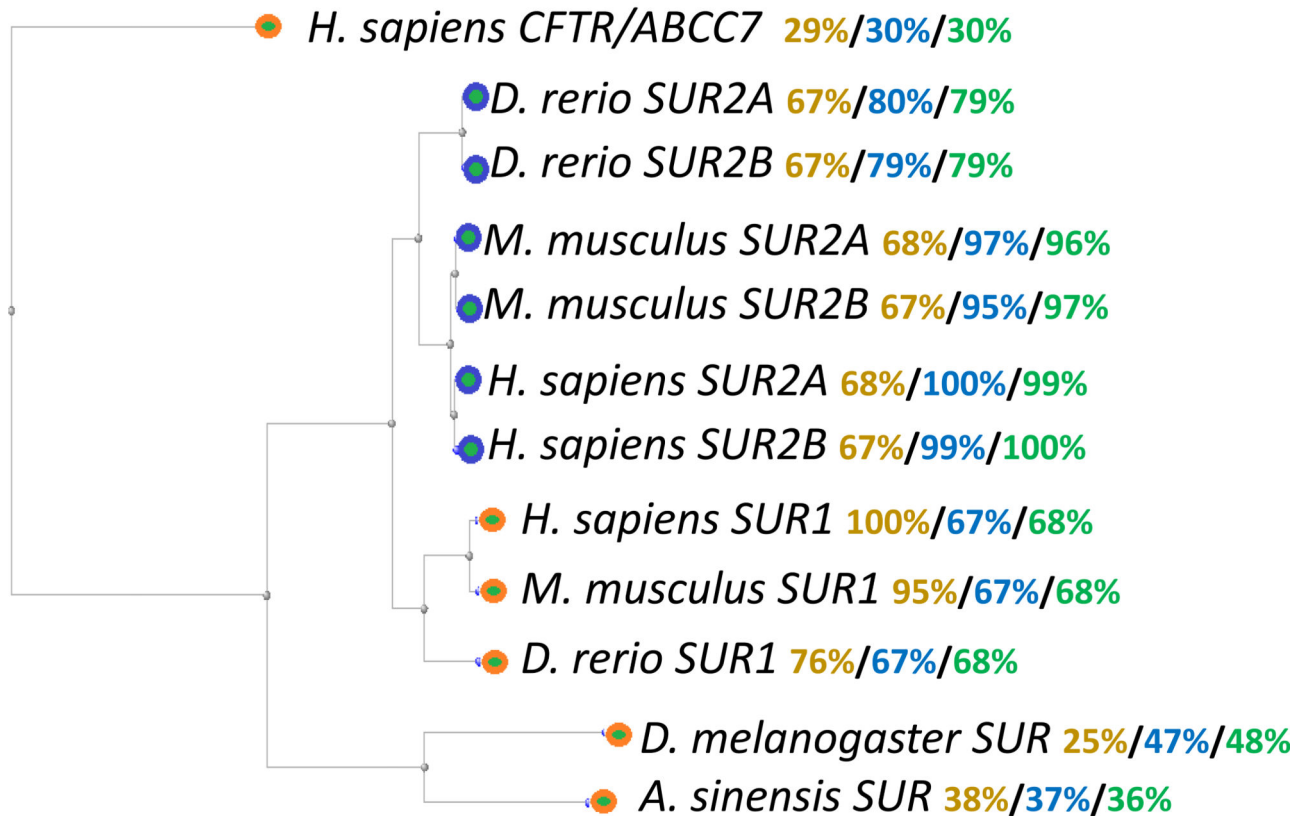 H. sapiens CFTR/ABCC7 29%/30%/30%
D. rerio SUR2A 67%/80%/79%
D. rerio SUR2B 67%/79%/79%
M. musculus SUR2A 68%/97%/96%
M. musculus SUR2B 67%/95%/97%
H. sapiens SUR2A 68%/100%/99%
H. sapiens SUR2B 67%/99%/100%
H. sapiens SUR1 100%/67%/68%
M. musculus SUR1 95%/67%/68%
D. rerio SUR1 76%/67%/68%
D. melanogaster SUR 25%/47%/48%
A. sinensis SUR 38%/37%/36%